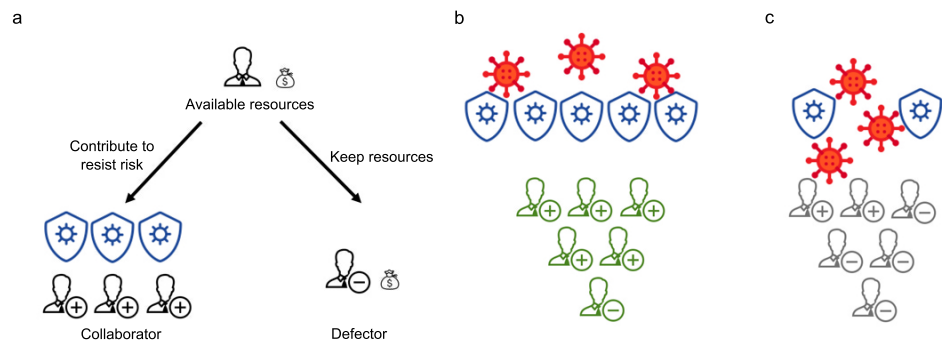 a
b
c
$
Available resources
Contribute to
resist risk
Keep resources
$
Collaborator
Defector